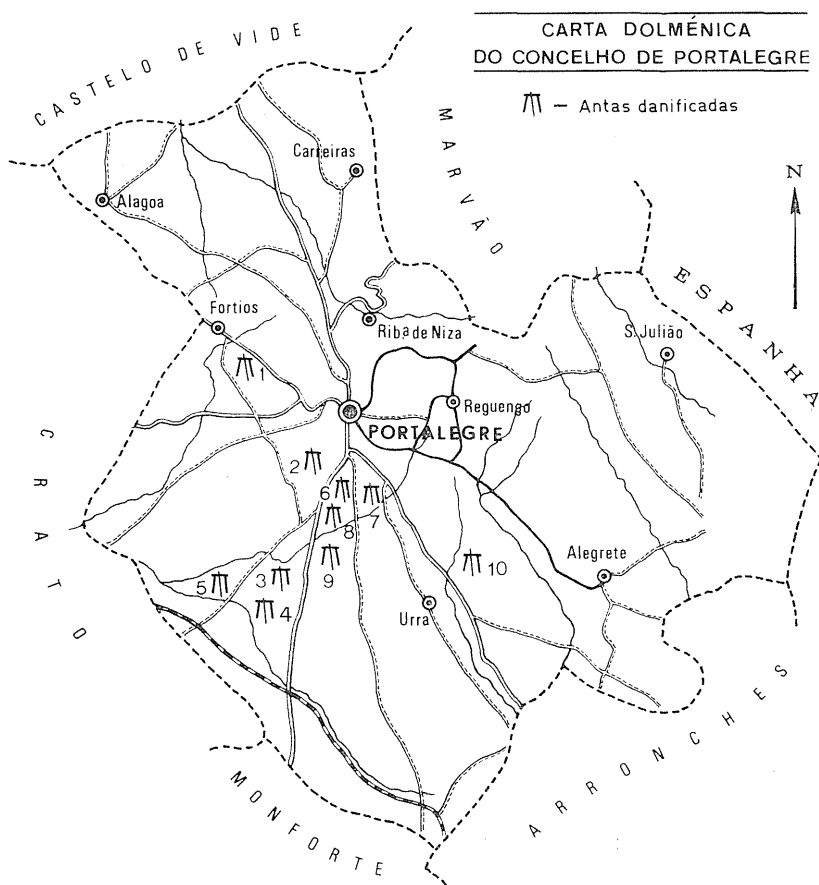 CARTA DOLMÉNICA
DO CONCELHO DE PORTALEGRE
– Antas danificadas
CASTELO DE VIDE
MARVÃO
N
ESPANHA
Carreiras
Alagoa
Fortios
Rib.ª de Niza
S. Julião
1
Reguengo
PORTALEGRE
CRATO
2
6
7
8
9
10
3
5
4
Alegrete
Urra
ARRONCHES
MONFORTE